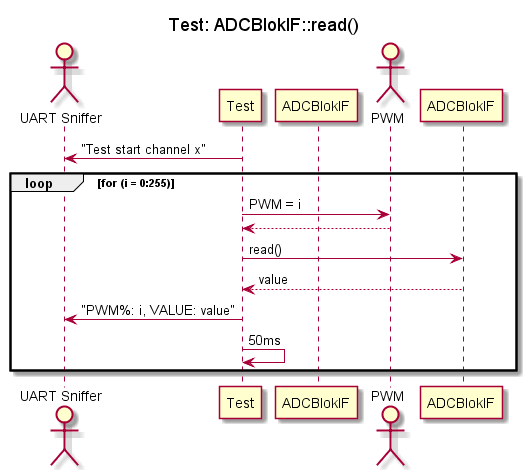 Test: ADCBlokIF::read()
UART Sniffer
Test
ADCBlokIF
PWM
ADCBlokIF
"Test start channel x"
loop [for (i = 0:255)]
PWM = i
read()
value
"PWM%: i, VALUE: value"
50ms
UART Sniffer
Test
ADCBlokIF
PWM
ADCBlokIF